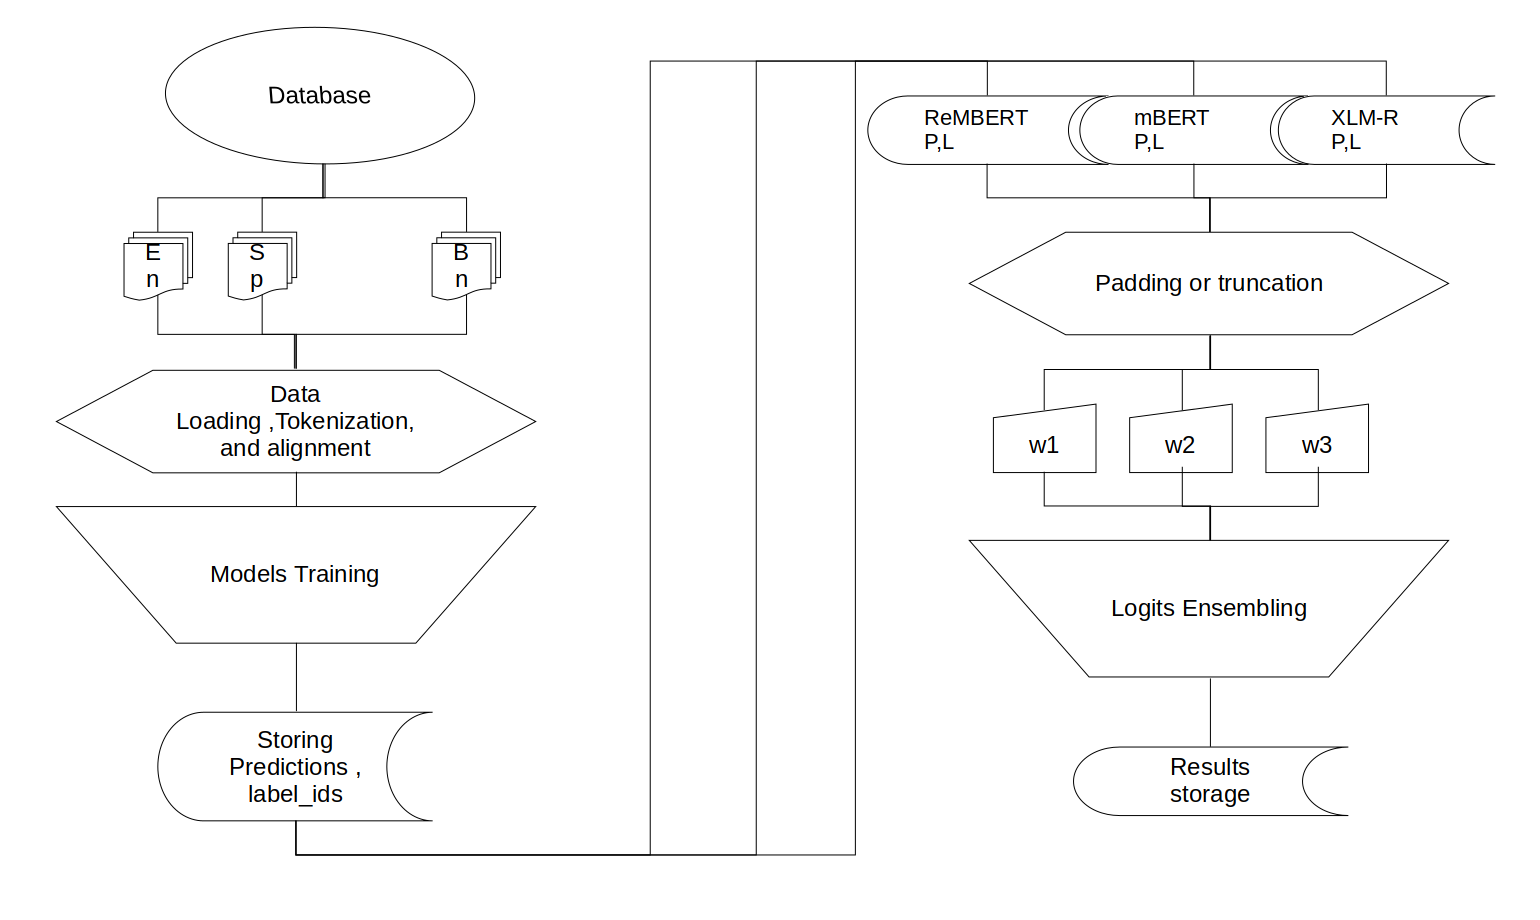 Database
E
n
S
p
B
n
Data
Loading ,Tokenization,
and alignment
Models Training
Storing
Predictions ,
label_ids
ReMBERT
P,L
mBERT
P,L
XLM-R
P,L
Padding or truncation
w1
w2
w3
Logits Ensembling
Results
storage